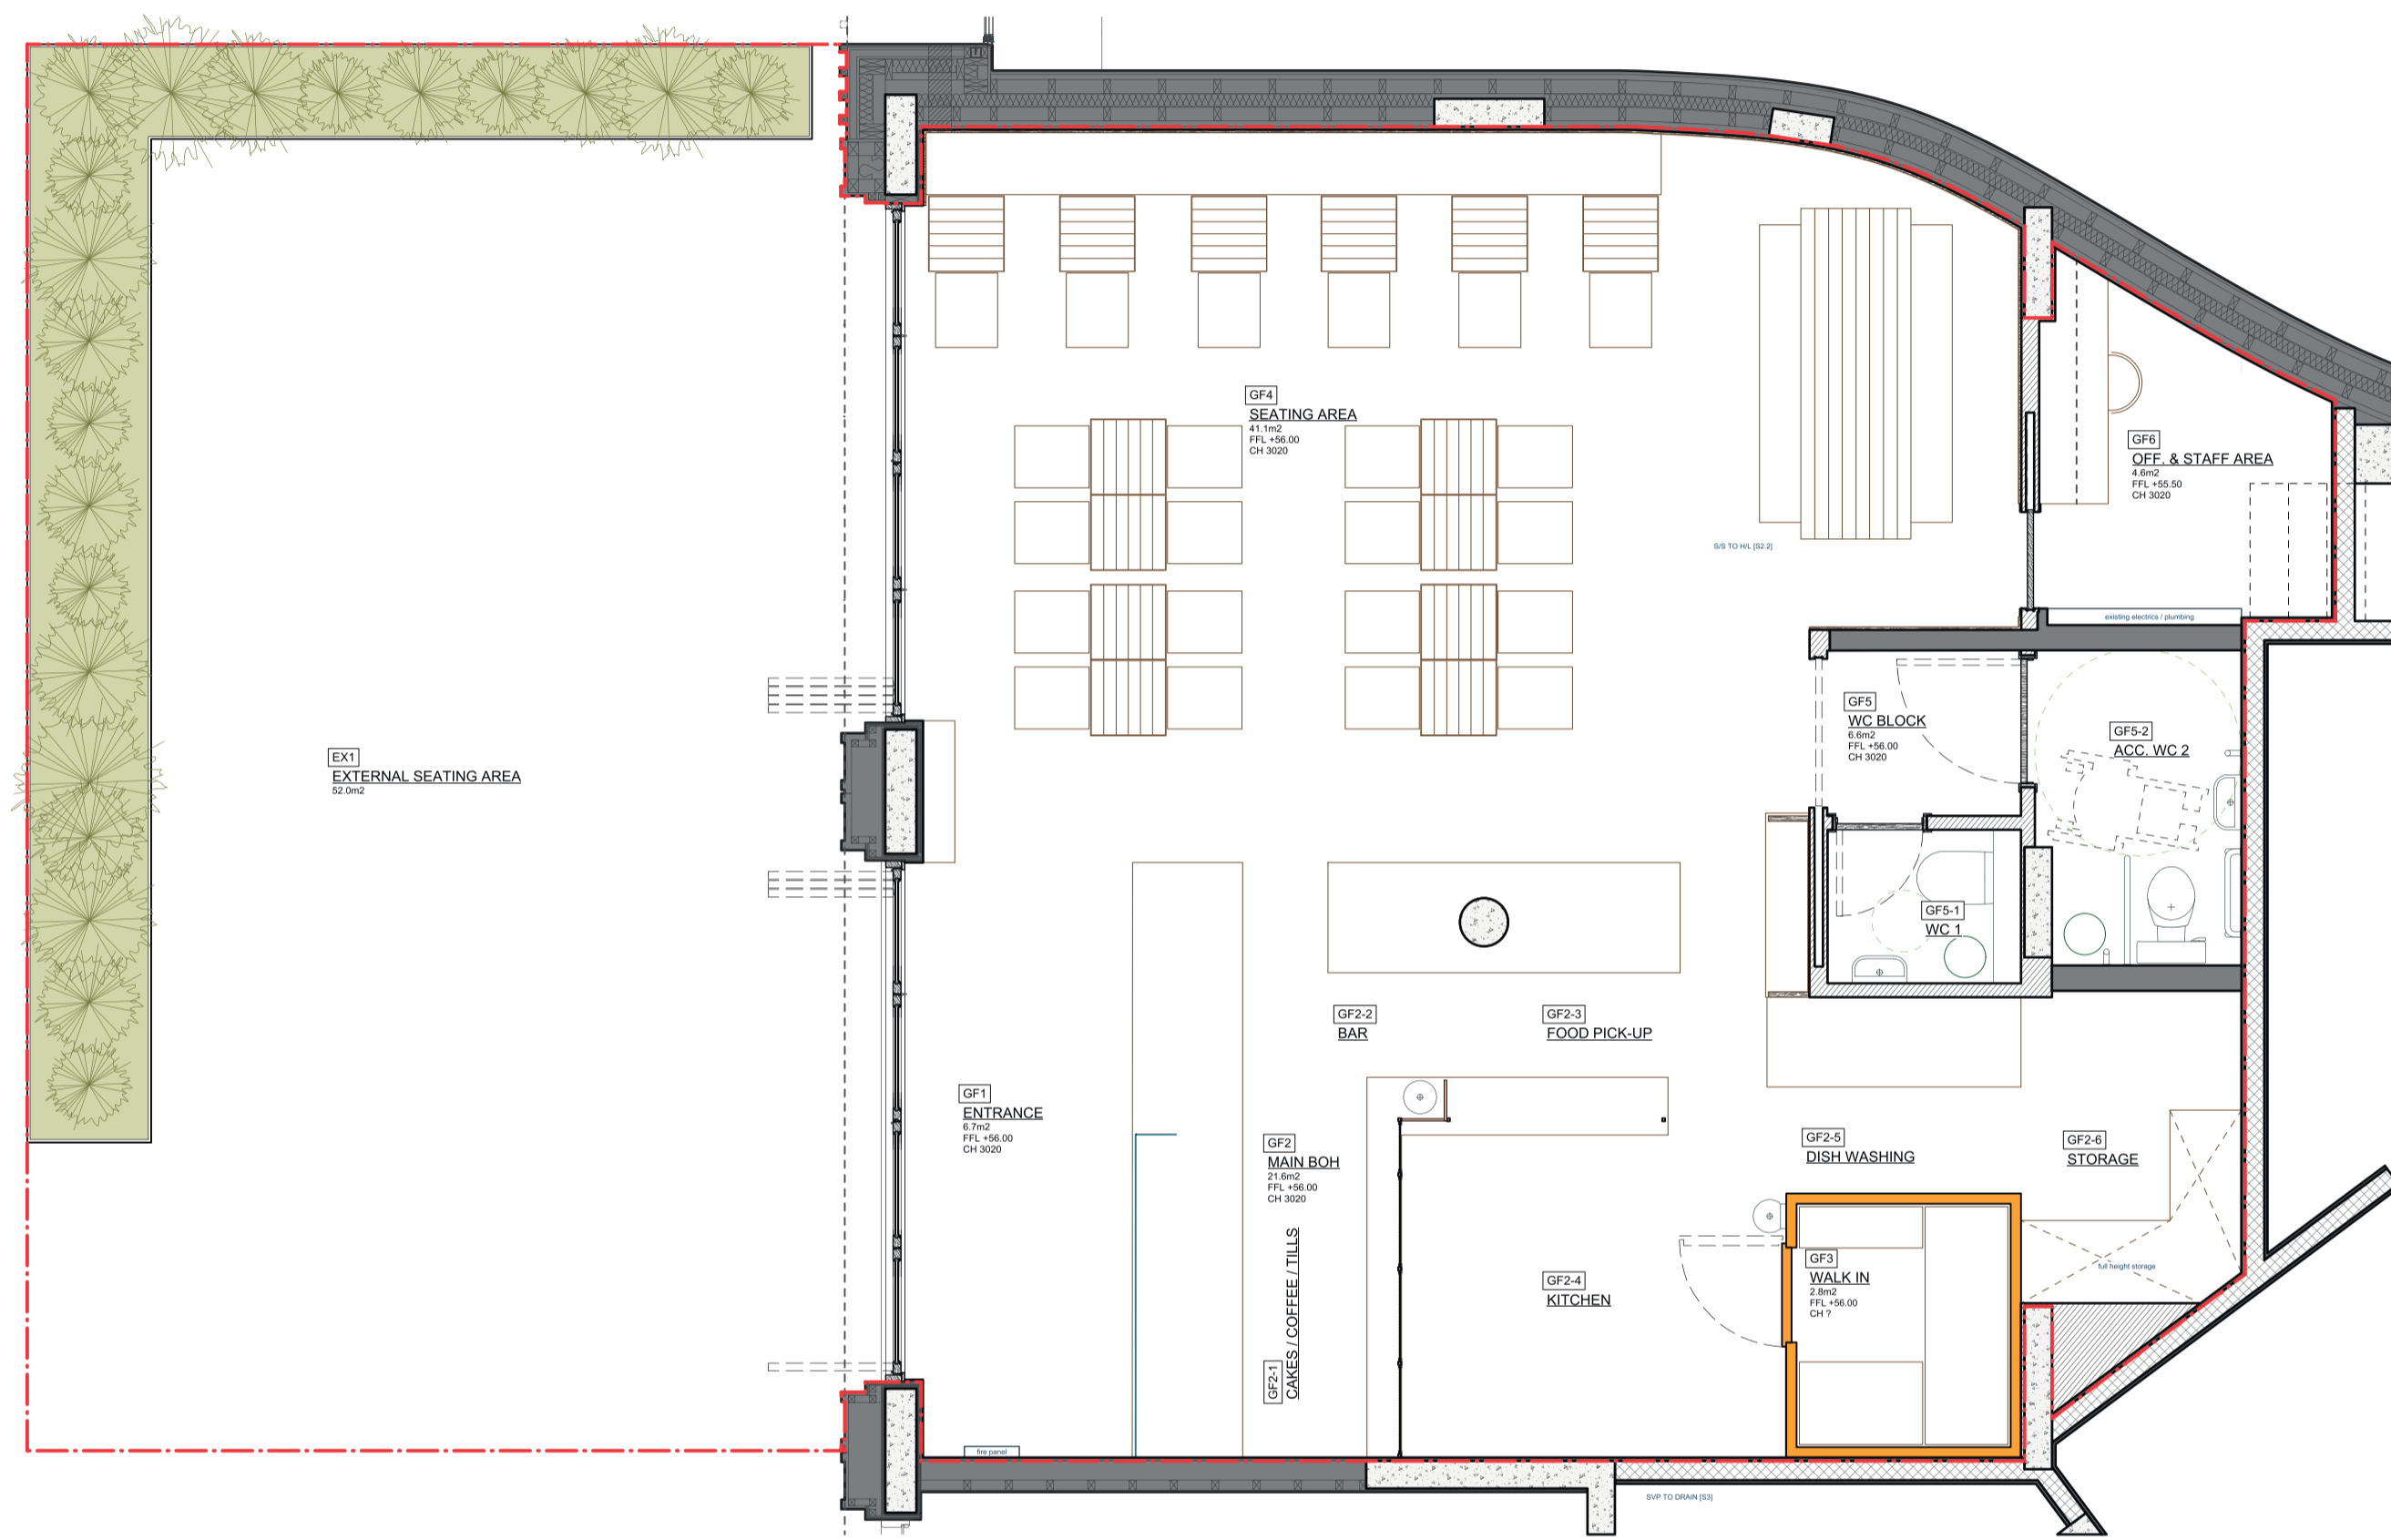 GF4
SEATING AREA
41.1m2
FFL +56.00
CH 3020
GF6
OFF. & STAFF AREA
4.6m2
FFL +55.50
CH 3020
S/S TO H/L [S2.2]
existing electrics / plumbing
GF5
WC BLOCK
6.6m2
FFL +56.00
CH 3020
GF5-2
ACC. WC 2
EX1
EXTERNAL SEATING AREA
52.0m2
GF5-1
WC 1
GF2-2
BAR
GF2-3
FOOD PICK-UP
GF1
ENTRANCE
6.7m2
FFL +56.00
CH 3020
GF2
MAIN BOH
21.6m2
FFL +56.00
CH 3020
GF2-5
DISH WASHING
GF2-6
STORAGE
GF2-1
CAKES / COFFEE / TILLS
GF2-4
KITCHEN
GF3
WALK IN
2.8m2
FFL +56.00
CH ?
full height storage
fire panel
SVP TO DRAIN [S3]